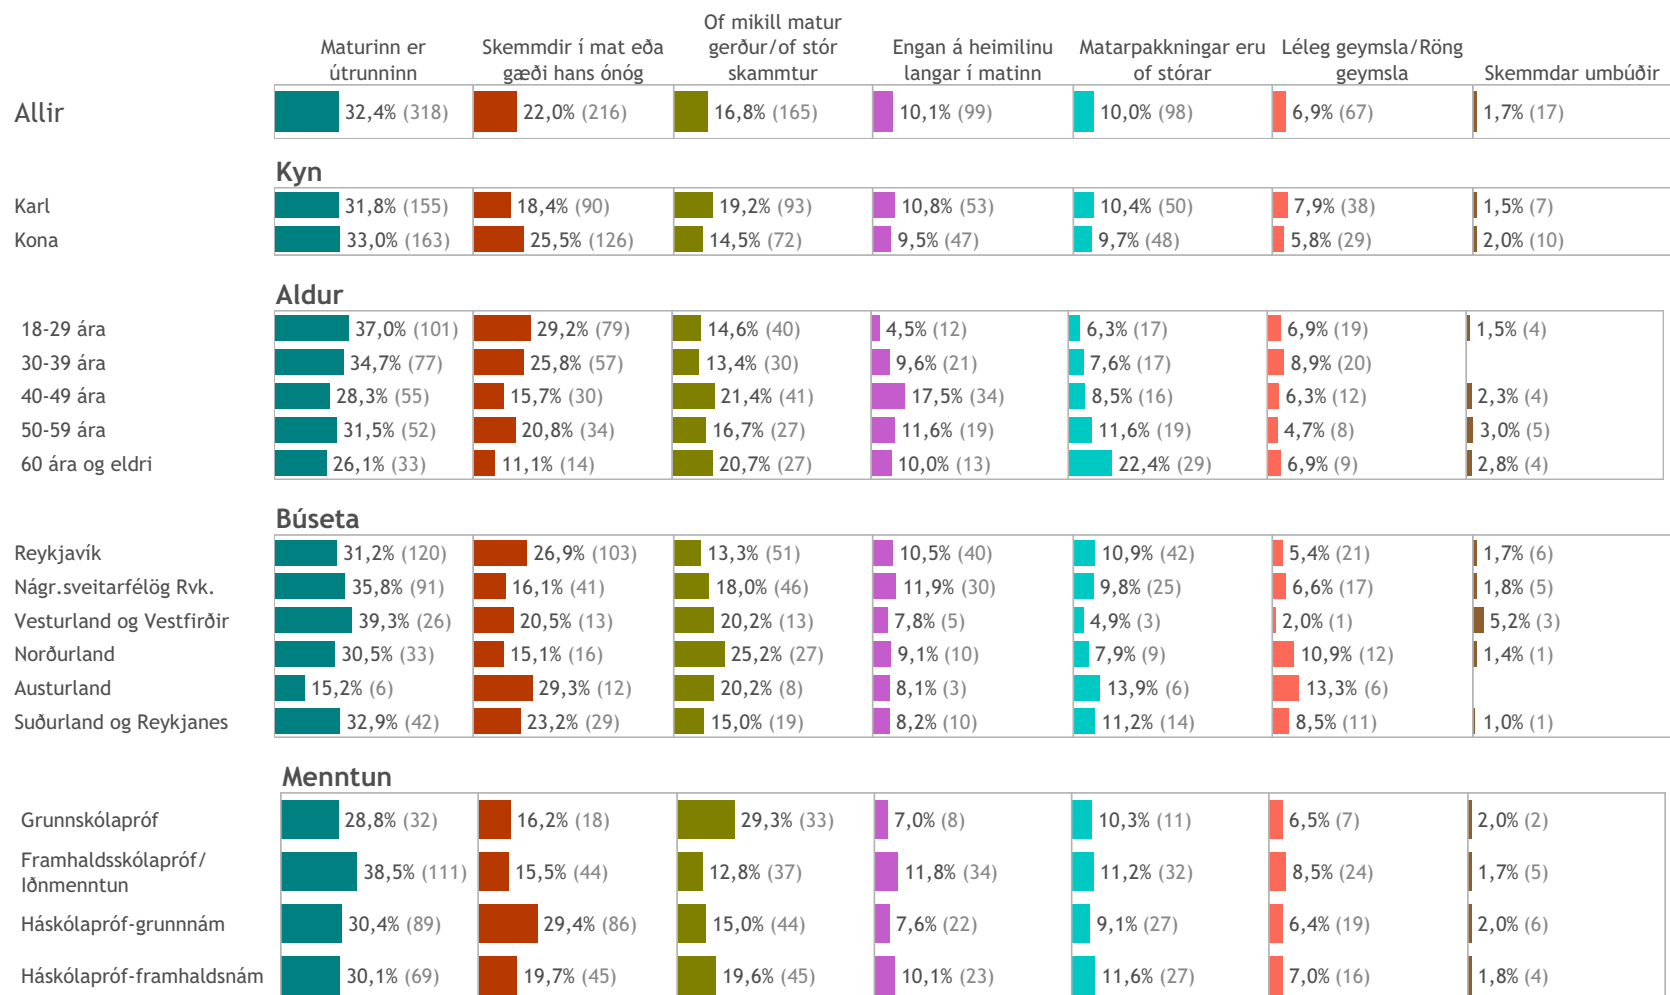 Maturinn er útrunninn
Skemmdir í mat eða gæði hans ónóg
Of mikill matur gerður/of stór skammtur
Engan á heimilinu langar í matinn
Matarpakkningar eru of stórar
Léleg geymsla/Röng geymsla
Skemmdar umbúðir
Allir 32,4% (318) 22,0% (216) 16,8% (165) 10,1% (99) 10,0% (98) 6,9% (67) 1,7% (17)
Kyn
Karl 31,8% (155) 18,4% (90) 19,2% (93) 10,8% (53) 10,4% (50) 7,9% (38) 1,5% (7)
Kona 33,0% (163) 25,5% (126) 14,5% (72) 9,5% (47) 9,7% (48) 5,8% (29) 2,0% (10)
Aldur
18-29 ára 37,0% (101) 29,2% (79) 14,6% (40) 4,5% (12) 6,3% (17) 6,9% (19) 1,5% (4)
30-39 ára 34,7% (77) 25,8% (57) 13,4% (30) 9,6% (21) 7,6% (17) 8,9% (20)
40-49 ára 28,3% (55) 15,7% (30) 21,4% (41) 17,5% (34) 8,5% (16) 6,3% (12) 2,3% (4)
50-59 ára 31,5% (52) 20,8% (34) 16,7% (27) 11,6% (19) 11,6% (19) 4,7% (8) 3,0% (5)
60 ára og eldri 26,1% (33) 11,1% (14) 20,7% (27) 10,0% (13) 22,4% (29) 6,9% (9) 2,8% (4)
Búseta
Reykjavík 31,2% (120) 26,9% (103) 13,3% (51) 10,5% (40) 10,9% (42) 5,4% (21) 1,7% (6)
Nágr.sveitarfélög Rvk. 35,8% (91) 16,1% (41) 18,0% (46) 11,9% (30) 9,8% (25) 6,6% (17) 1,8% (5)
Vesturland og Vestfirðir 39,3% (26) 20,5% (13) 20,2% (13) 7,8% (5) 4,9% (3) 2,0% (1) 5,2% (3)
Norðurland 30,5% (33) 15,1% (16) 25,2% (27) 9,1% (10) 7,9% (9) 10,9% (12) 1,4% (1)
Austurland 15,2% (6) 29,3% (12) 20,2% (8) 8,1% (3) 13,9% (6) 13,3% (6)
Suðurland og Reykjanes 32,9% (42) 23,2% (29) 15,0% (19) 8,2% (10) 11,2% (14) 8,5% (11) 1,0% (1)
Menntun
Grunnskólapróf 28,8% (32) 16,2% (18) 29,3% (33) 7,0% (8) 10,3% (11) 6,5% (7) 2,0% (2)
Framhaldsskólapróf/
Iðnmenntun 38,5% (111) 15,5% (44) 12,8% (37) 11,8% (34) 11,2% (32) 8,5% (24) 1,7% (5)
Háskólapróf-grunnnám 30,4% (89) 29,4% (86) 15,0% (44) 7,6% (22) 9,1% (27) 6,4% (19) 2,0% (6)
Háskólapróf-framhaldsnám 30,1% (69) 19,7% (45) 19,6% (45) 10,1% (23) 11,6% (27) 7,0% (16) 1,8% (4)